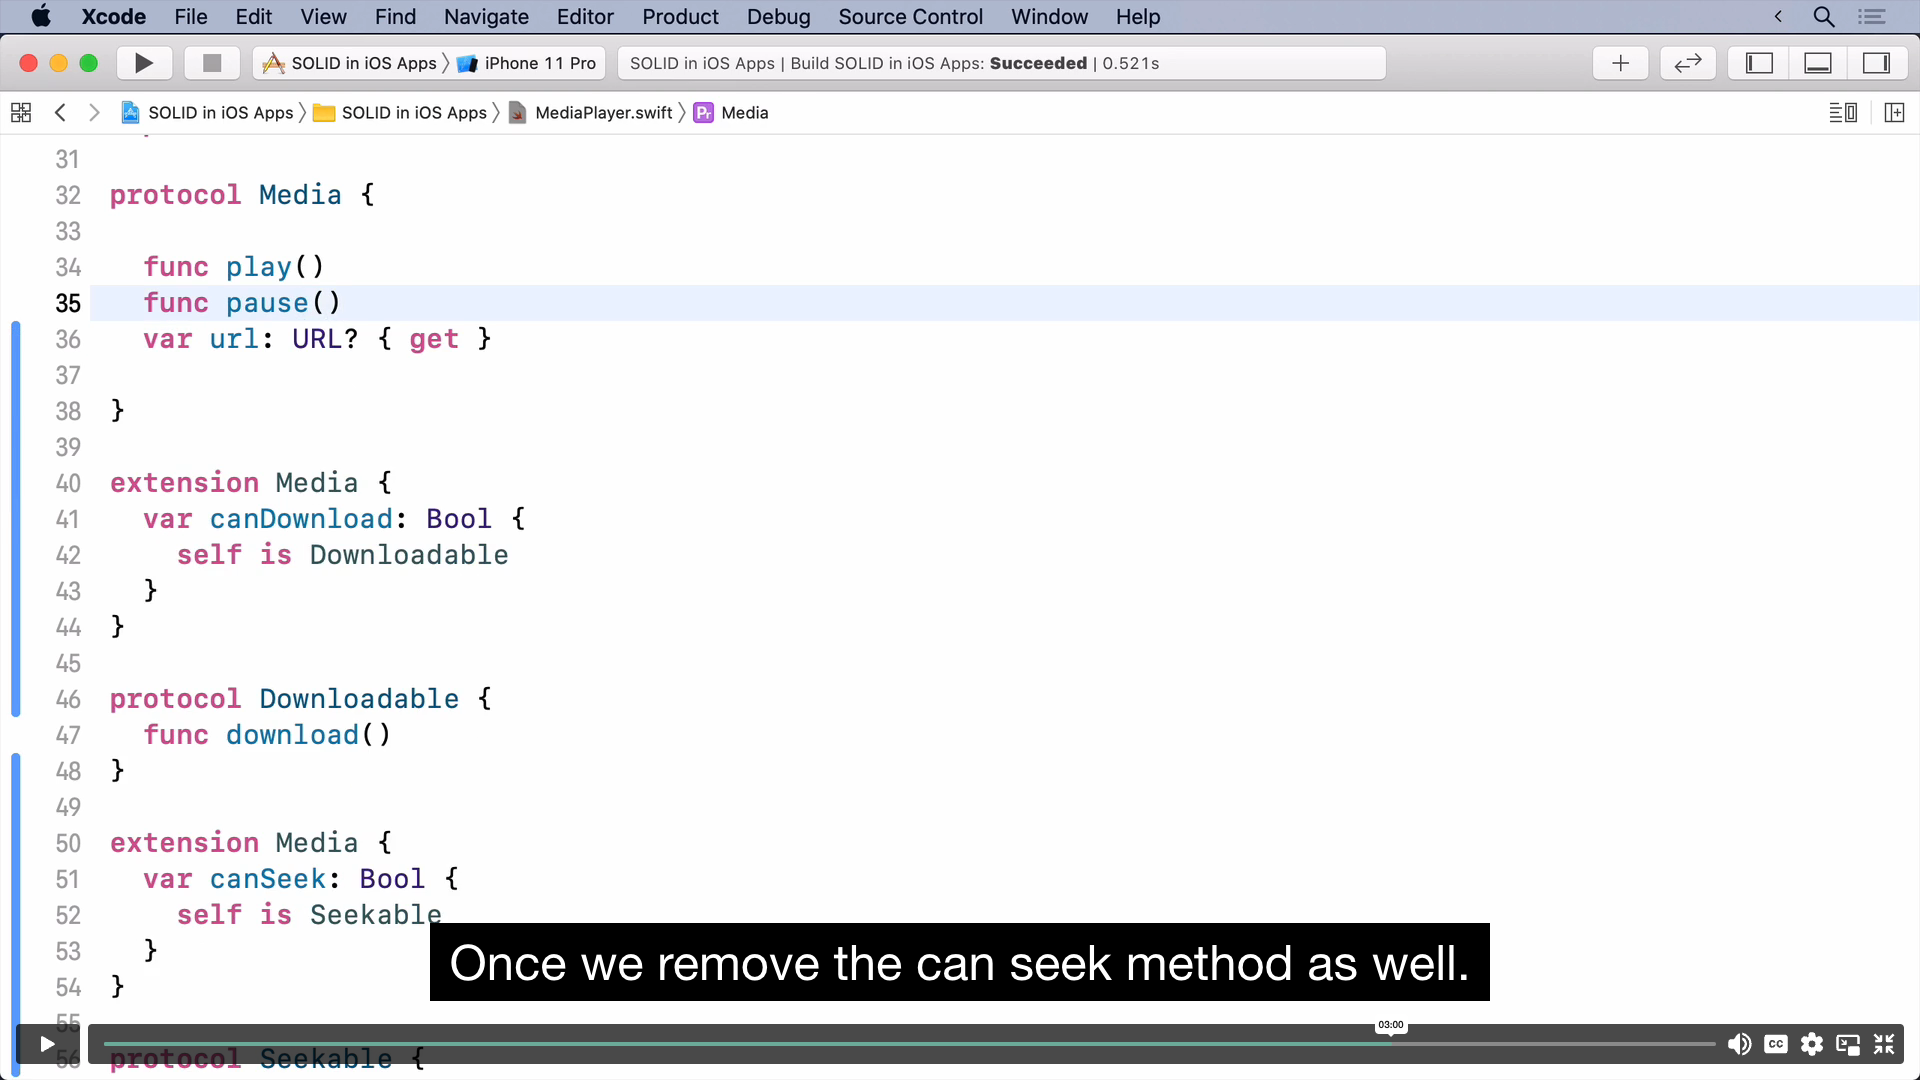 Xcode File Edit View Find Navigate Editor Product Debug Source Control Window Help
SOLID in iOS Apps 〉 iPhone 11 Pro SOLID in iOS Apps | Build SOLID in iOS Apps: Succeeded | 0.521s
SOLID in iOS Apps 〉 SOLID in iOS Apps 〉 MediaPlayer.swift 〉 Pr Media
31
32 protocol Media {
33
34 func play()
35 func pause()
36 var url: URL? { get }
37
38 }
39
40 extension Media {
41 var canDownload: Bool {
42 self is Downloadable
43 }
44 }
45
46 protocol Downloadable {
47 func download()
48 }
49
50 extension Media {
51 var canSeek: Bool {
52 self is Seekable
53 }
54 }
Once we remove the can seek method as well.
55
03:00
56 protocol Seekable {
CC